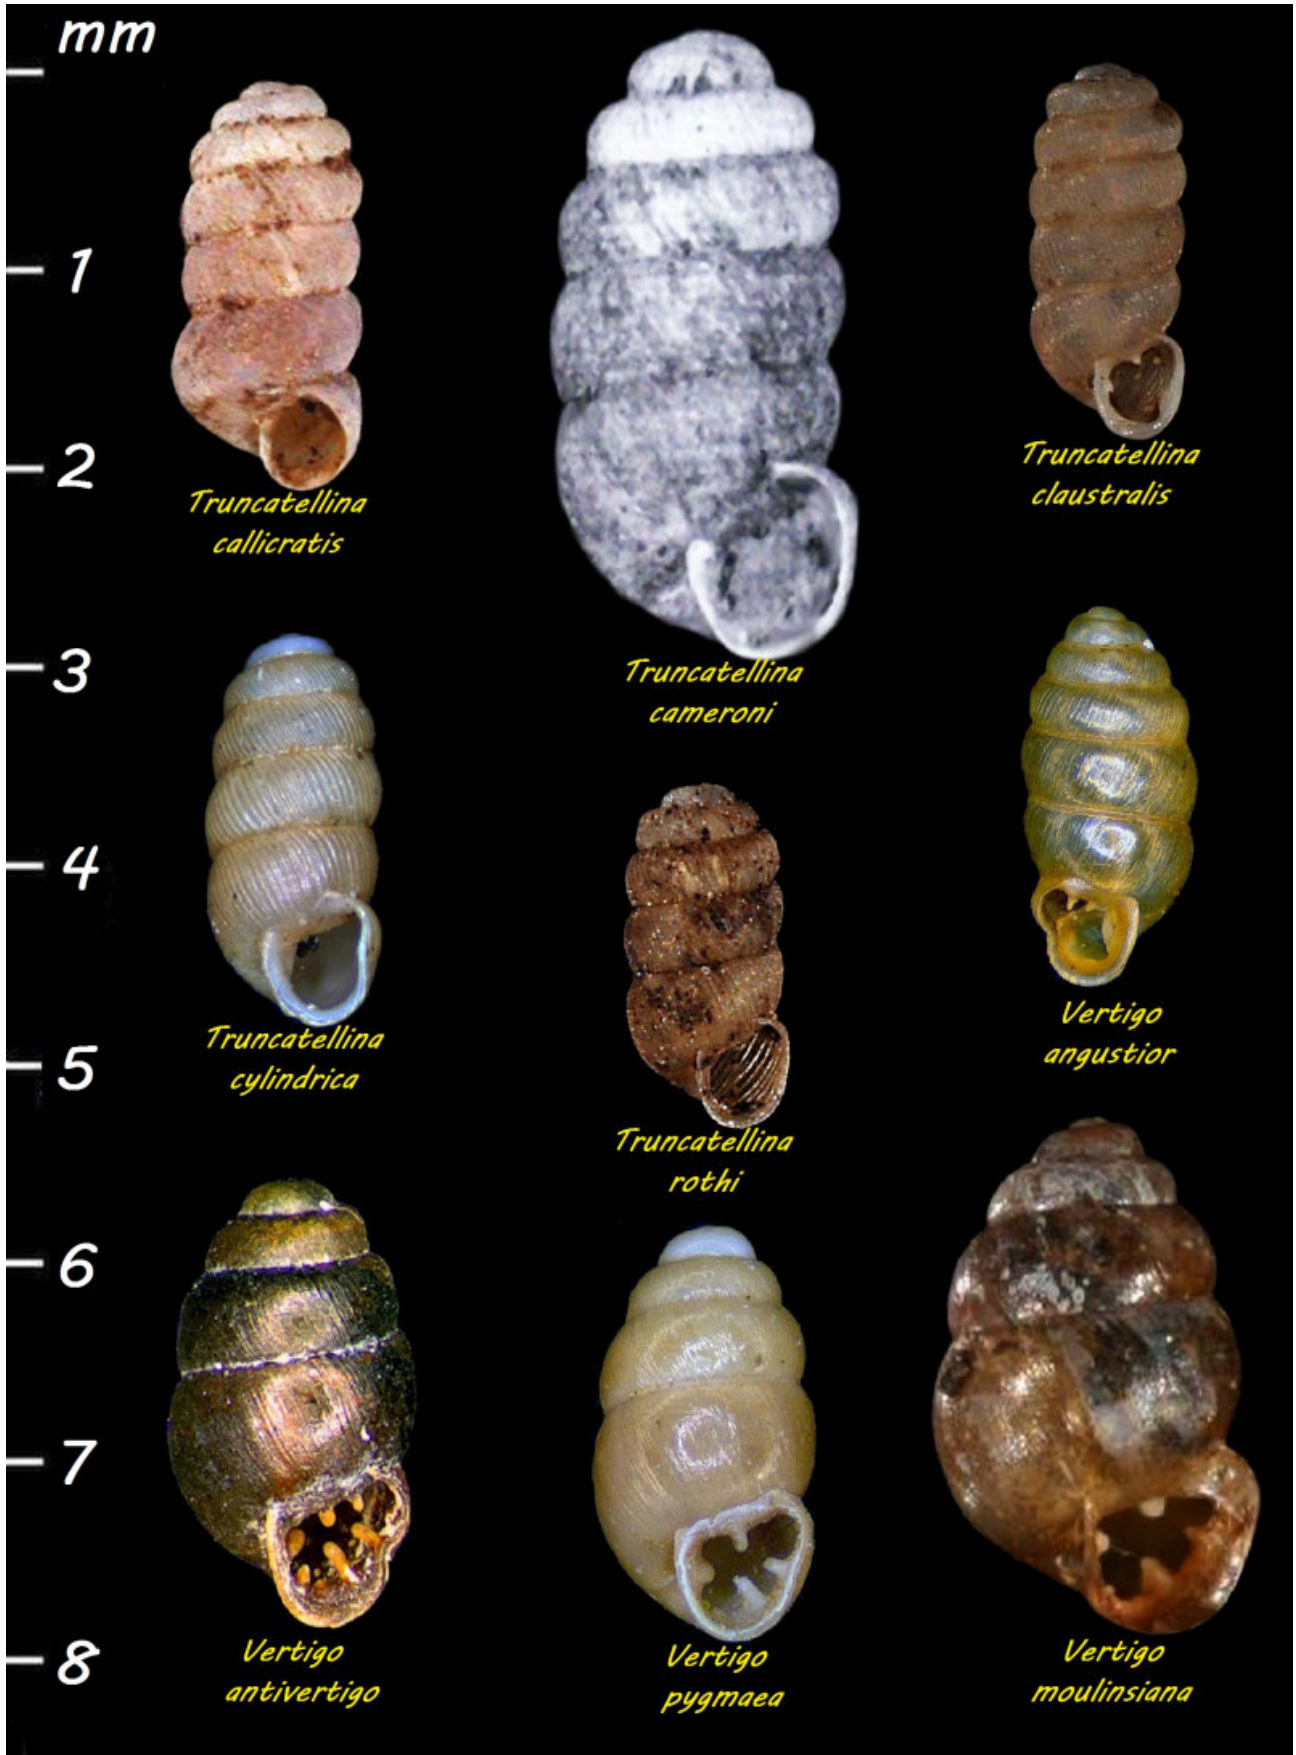 mm
1
2
3
4
5
6
7
8
Truncatellina
callicratis
Truncatellina
cameroni
Truncatellina
claustralis
Truncatellina
cylindrica
Truncatellina
rothi
Vertigo
angustior
Vertigo
antivertigo
Vertigo
pygmaea
Vertigo
moulinsiana